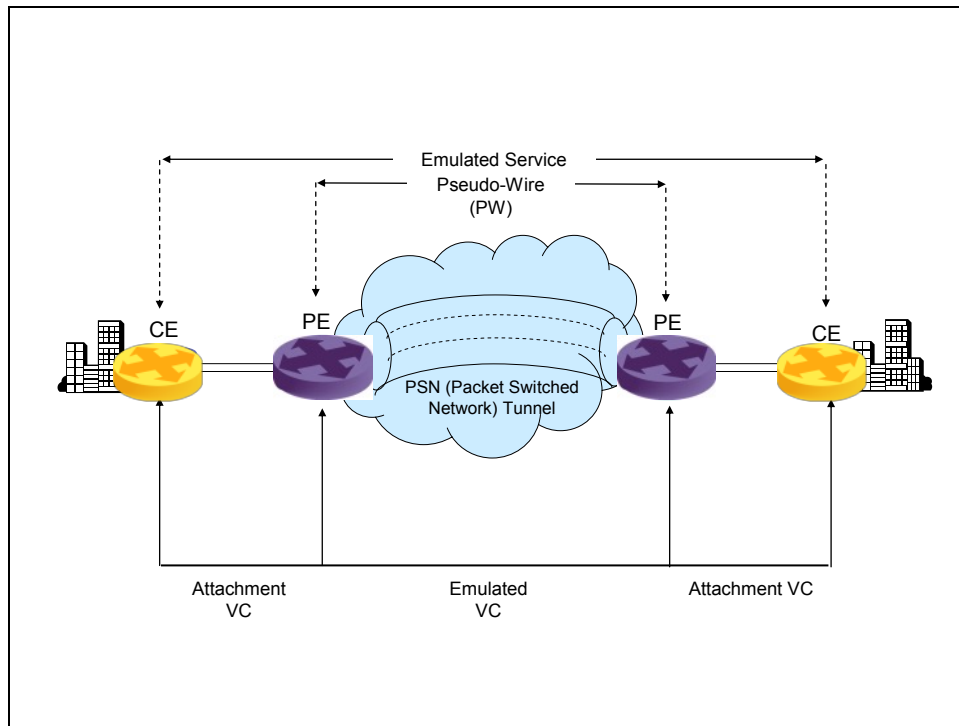 Emulated Service
Pseudo-Wire
(PW)
CE
PE
PE
CE
PSN (Packet Switched
Network) Tunnel
Attachment
VC
Emulated
VC
Attachment VC